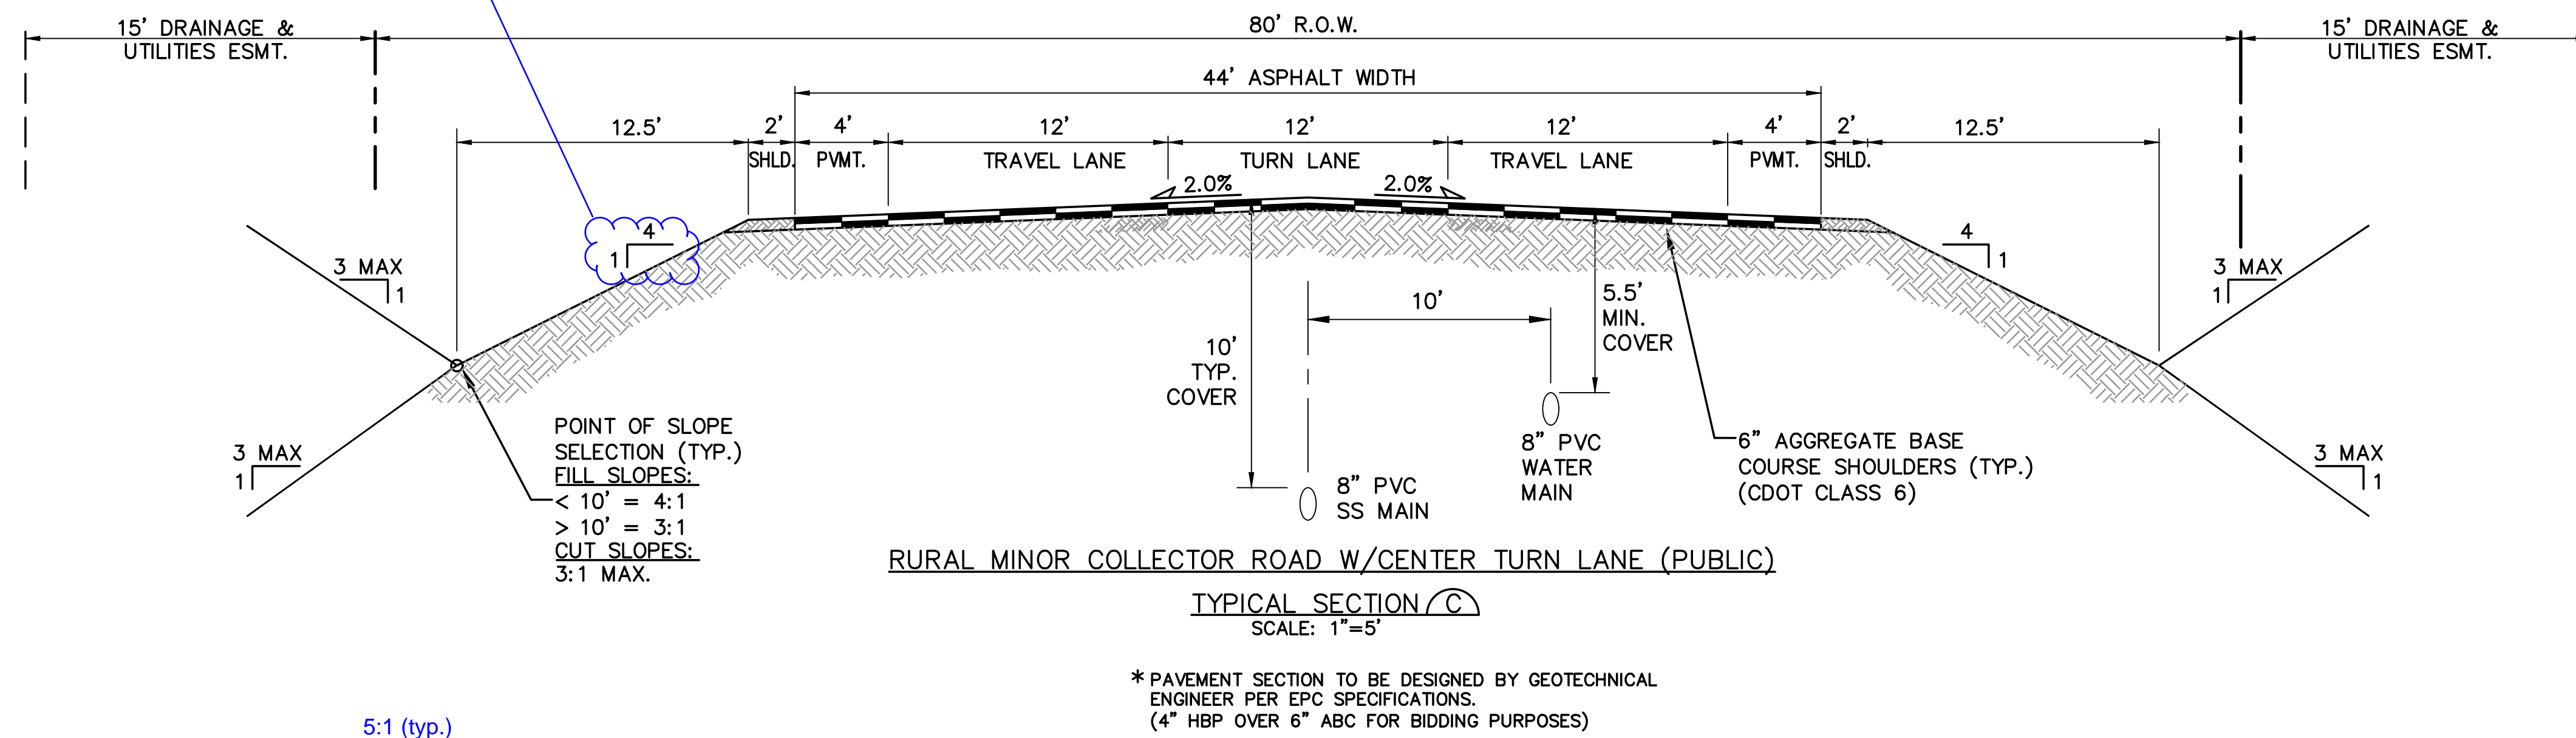 15' DRAINAGE &
UTILITIES ESMT.
80' R.O.W.
15' DRAINAGE &
UTILITIES ESMT.
44' ASPHALT WIDTH
12.5'
2'
4'
12'
12'
12'
4'
2'
12.5'
SHLD.
PVMT.
TRAVEL LANE
TURN LANE
TRAVEL LANE
PVMT.
SHLD.
2.0%
2.0%
4
1
4
1
3 MAX
1
3 MAX
1
10'
5.5'
MIN.
COVER
10'
TYP.
COVER
3 MAX
1
3 MAX
1
POINT OF SLOPE
SELECTION (TYP.)
FILL SLOPES:
< 10' = 4:1
> 10' = 3:1
CUT SLOPES:
3:1 MAX.
8" PVC
SS MAIN
8" PVC
WATER
MAIN
6" AGGREGATE BASE
COURSE SHOULDERS (TYP.)
(CDOT CLASS 6)
RURAL MINOR COLLECTOR ROAD W/CENTER TURN LANE (PUBLIC)
TYPICAL SECTION C
SCALE: 1"=5'
* PAVEMENT SECTION TO BE DESIGNED BY GEOTECHNICAL
ENGINEER PER EPC SPECIFICATIONS.
(4" HBP OVER 6" ABC FOR BIDDING PURPOSES)
5:1 (typ.)